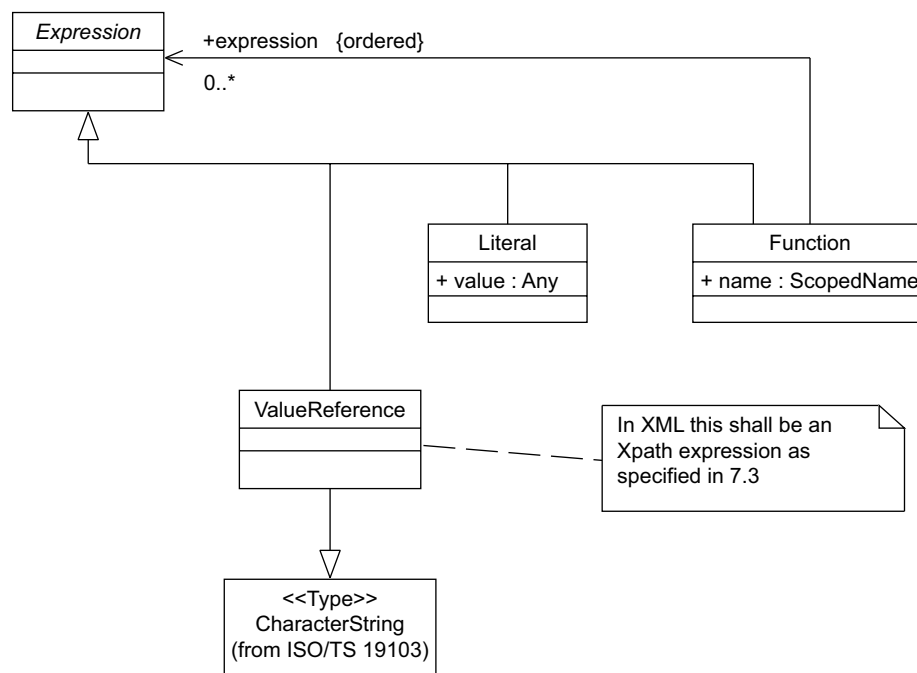 Expression
+expression {ordered}
0..*
Literal
+ value : Any
Function
+ name : ScopedName
ValueReference
In XML this shall be an
Xpath expression as
specified in 7.3
<<Type>>
CharacterString
(from ISO/TS 19103)